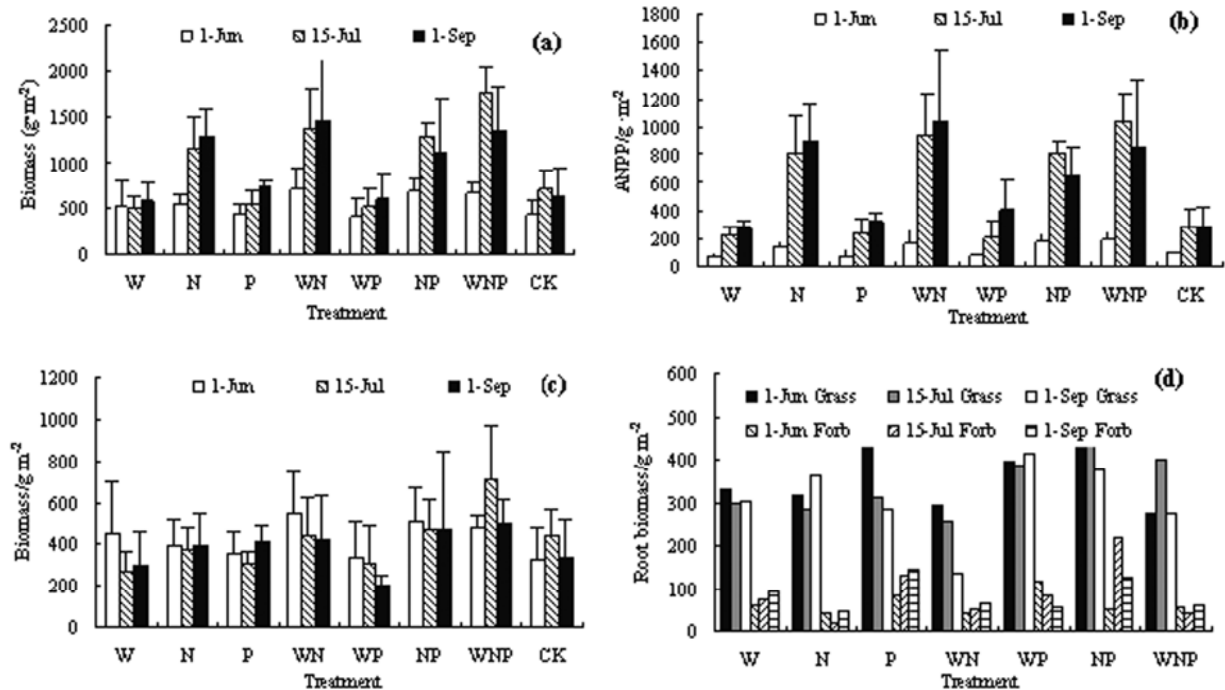 2500
2000
1500
1000
500
0
Biomass (g·m-2)
1-Jun 15-Jul 1-Sep (a)
W N P WN WP NP WNP CK
Treatment
1800
1600
1400
1200
1000
800
600
400
200
0
ANPP/g ·m-2
1-Jun 15-Jul 1-Sep (b)
W N P WN WP NP WNP CK
Treatment
1200
1000
800
600
400
200
0
Biomass/g m-2
1-Jun 15-Jul 1-Sep (c)
W N P WN WP NP WNP CK
Treatment
600
500
400
300
200
100
0
Root biomass/g m-2
(d)
1-Jun Grass 15-Jul Grass 1-Sep Grass
1-Jun Forb 15-Jul Forb 1-Sep Forb
W N P WN WP NP WNP
Treatment